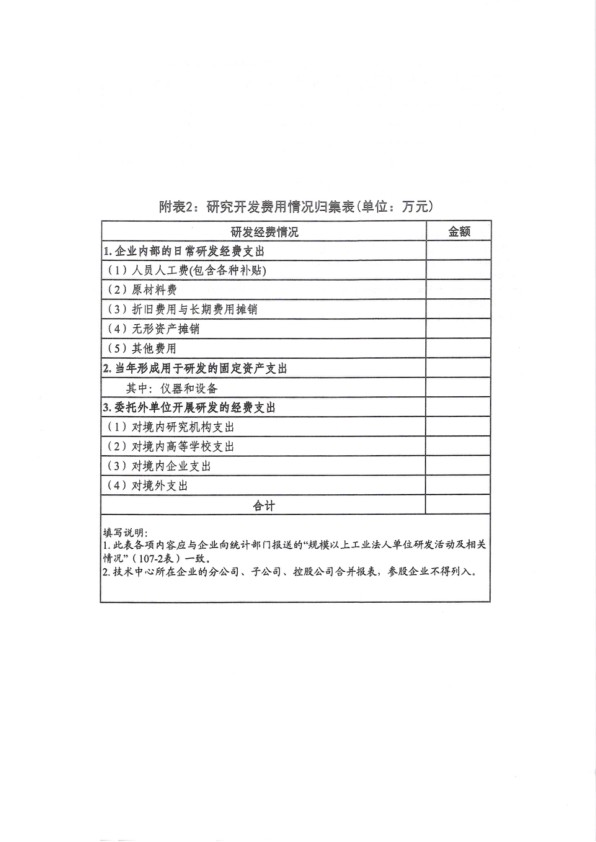 附表2：研究开发费用情况归集表(单位：万元)
研发经费情况 金额
1.企业内部的日常研发经费支出
（1）人员人工费(包含各种补贴)
（2）原材料费
（3）折旧费用与长期费用摊销
（4）无形资产摊销
（5）其他费用
2.当年形成用于研发的固定资产支出
其中：仪器和设备
3.委托外单位开展研发的经费支出
（1）对境内研究机构支出
（2）对境内高等学校支出
（3）对境内企业支出
（4）对境外支出
合计
填写说明：
1.此表各项内容应与企业向统计部门报送的“规模以上工业法人单位研发活动及相关
情况”（107-2表）一致。
2.技术中心所在企业的分公司、子公司、控股公司合并报表，参股企业不得列入。